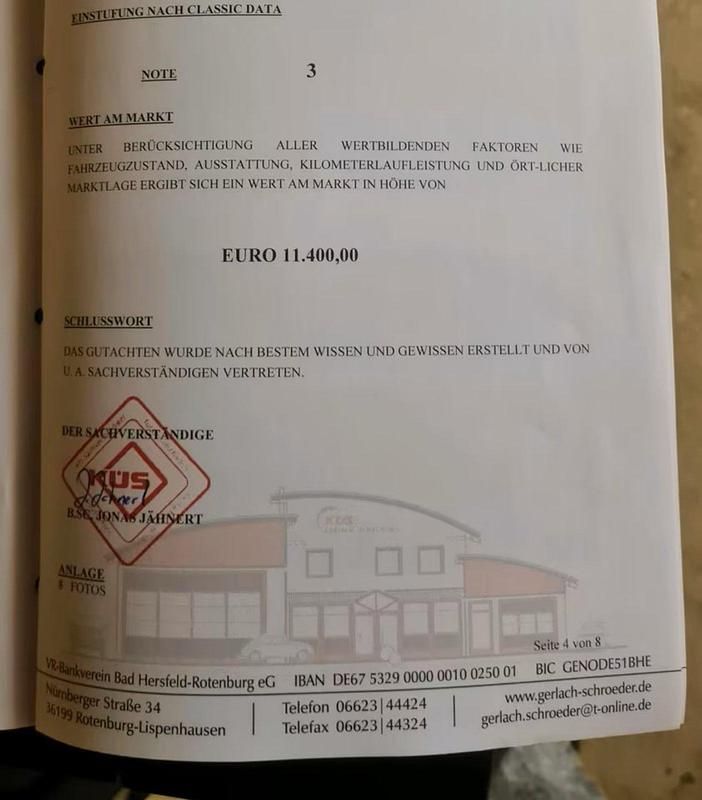 EINSTUFUNG NACH CLASSIC DATA
NOTE 3
WERT AM MARKT
UNTER BERÜCKSICHTIGUNG ALLER WERTBILDENDEN FAKTOREN WIE
FAHRZEUGZUSTAND, AUSSTATTUNG, KILOMETERLAUFLEISTUNG UND ÖRT-LICHER
MARKTLAGE ERGIBT SICH EIN WERT AM MARKT IN HÖHE VON
EURO 11.400,00
SCHLUSSWORT
DAS GUTACHTEN WURDE NACH BESTEM WISSEN UND GEWISSEN ERSTELLT UND VON
U. A. SACHVERSTÄNDIGEN VERTRETEN.
DER SACHVERSTÄNDIGE
KÜS
J. Jähnert
B.SC. JONAS JÄHNERT
KÜS
ANLAGE
8 FOTOS
Seite 4 von 8
VR-Bankverein Bad Hersfeld-Rotenburg eG IBAN DE67 5329 0000 0010 0250 01 BIC GENODE51BHE
Nürnberger Straße 34
36199 Rotenburg-Lispenhausen
Telefon 06623|44424
Telefax 06623|44324
www.gerlach-schroeder.de
gerlach.schroeder@t-online.de